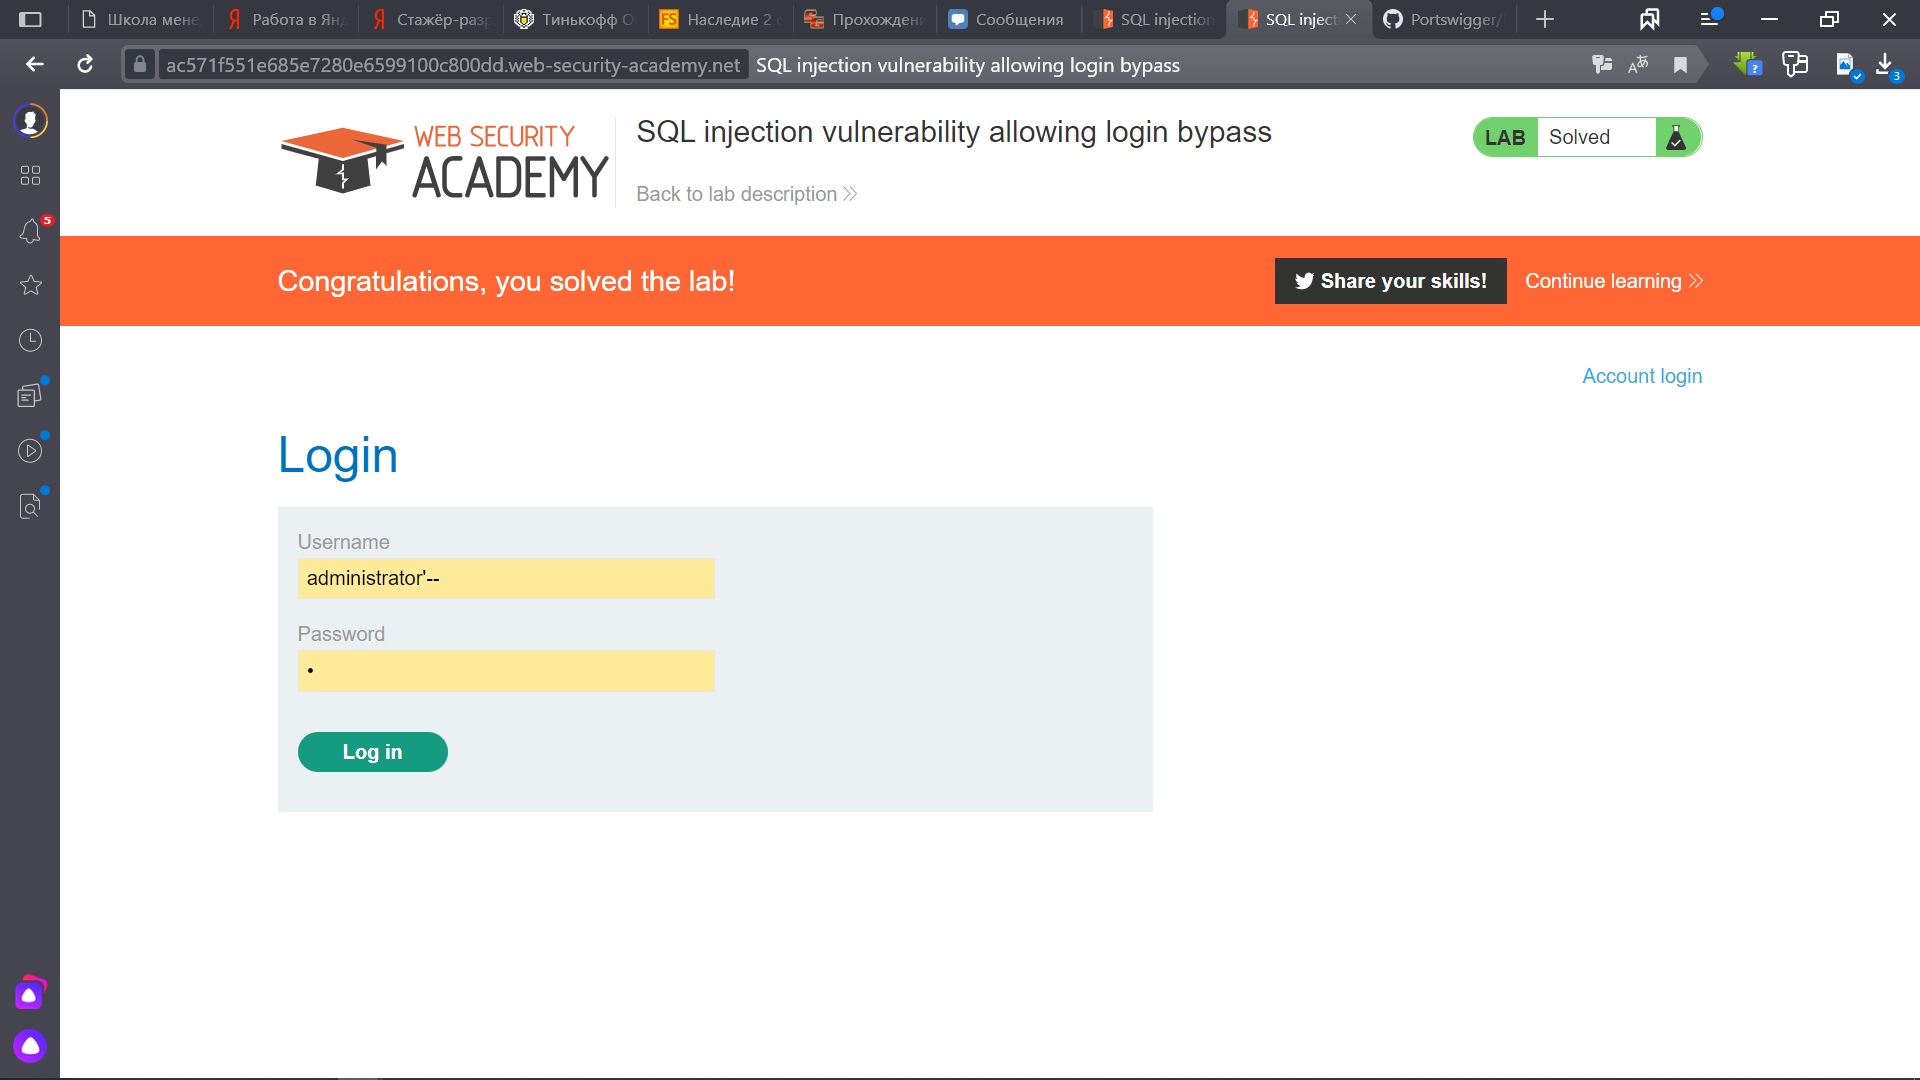 Школа мене
Работа в Янд
Стажёр-разр
Тинькофф О
FS Наследие 2 с
Прохождени
Сообщения
SQL injection
SQL inject
Portswigger/
ac571f551e685e7280e6599100c800dd.web-security-academy.net SQL injection vulnerability allowing login bypass
3
5
WEB SECURITY
ACADEMY
SQL injection vulnerability allowing login bypass
Back to lab description
LAB Solved
Congratulations, you solved the lab!
Share your skills!
Continue learning
Account login
Login
Username
administrator'--
Password
•
Log in